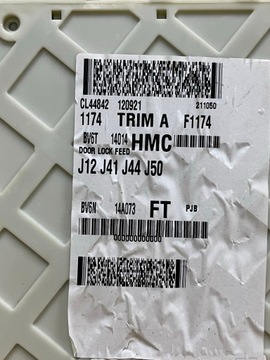 CL44842 120921 211050
1174 TRIM A F1174
BV6T 14014 HMC
DOOR LOCK FEED
J12 J41 J44 J50
BV6N 14A073 FT PJB
000000000000